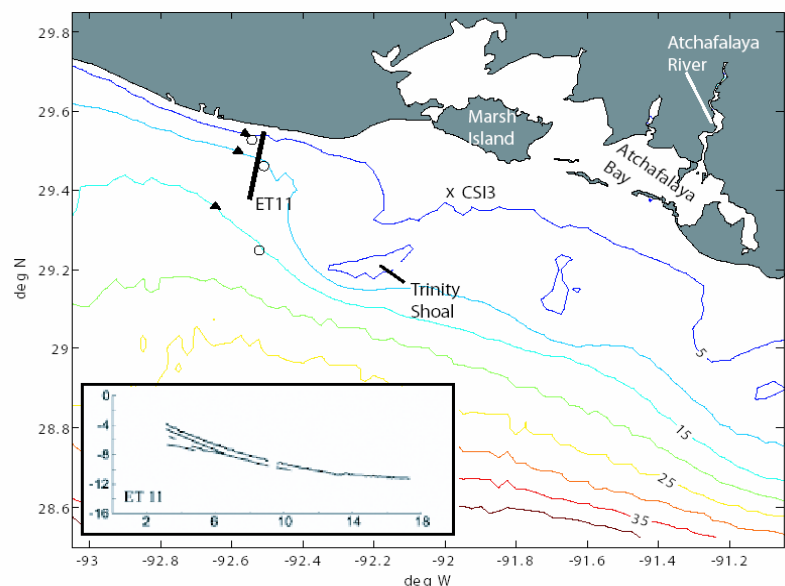 29.8
29.6
29.4
29.2
29
28.8
28.6
deg N
Atchafalaya
River
Marsh
Island
Atchafalaya
Bay
x CSI3
ET11
Trinity
Shoal
5
15
25
35
-0
-4
-8
-12
-16
ET 11
2 6 10 14 18
-93 -92.8 -92.6 -92.4 -92.2 -92 -91.8 -91.6 -91.4 -91.2
deg W